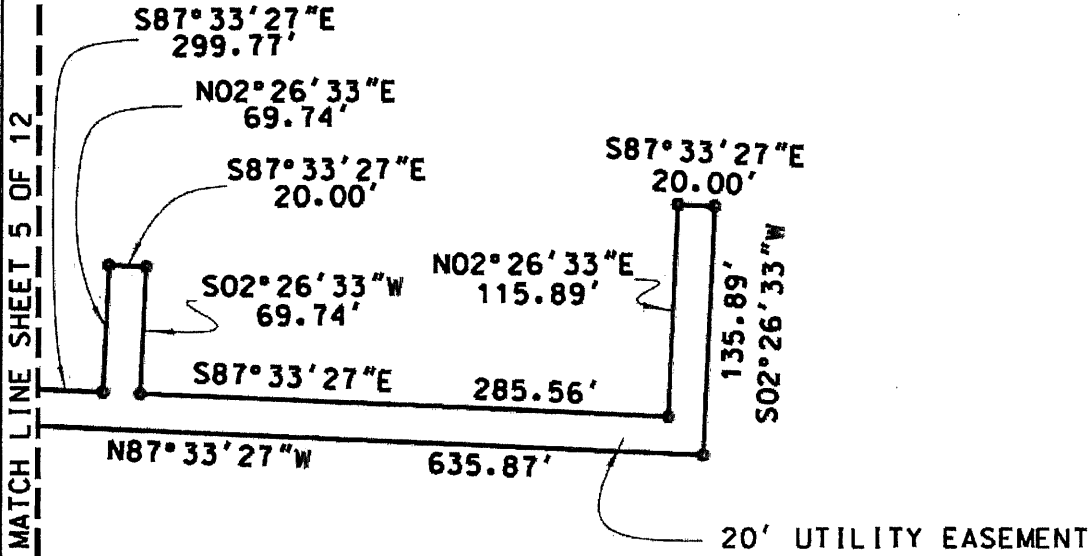 S87°33'27"E
299.77'
N02°26'33"E
69.74'
S87°33'27"E
20.00'
S87°33'27"E
20.00'
MATCH LINE SHEET 5 OF 12
S02°26'33"W
69.74'
N02°26'33"E
115.89'
135.89'
S02°26'33"W
S87°33'27"E 285.56'
N87°33'27"W 635.87'
20' UTILITY EASEMENT